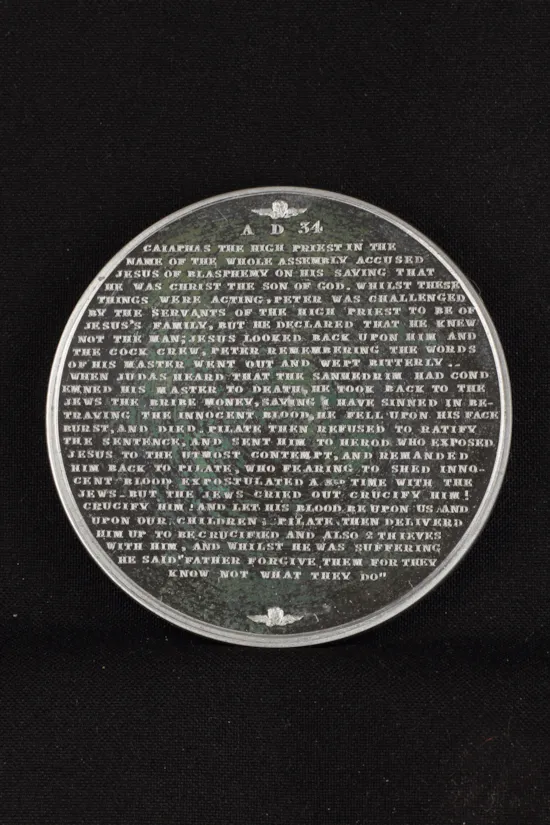 A D 34
CAIAPHAS THE HIGH PRIEST IN THE
NAME OF THE WHOLE ASSEMBLY ACCUSED
JESUS OF BLASPHEMY ON HIS SAYING THAT
HE WAS CHRIST THE SON OF GOD. WHILST THESE
THINGS WERE ACTING, PETER WAS CHALLENGED
BY THE SERVANTS OF THE HIGH PRIEST TO BE OF
JESUS'S FAMILY, BUT HE DECLARED THAT HE KNEW
NOT THE MAN; JESUS LOOKED BACK UPON HIM AND
THE COCK CREW, PETER REMEMBERING THE WORDS
OF HIS MASTER WENT OUT AND WEPT BITTERLY..
WHEN JUDAS HEARD THAT THE SANHEDRIM HAD COND
EMNED HIS MASTER TO DEATH, HE TOOK BACK TO THE
JEWS THE BRIBE MONEY, SAYING I HAVE SINNED IN BE-
TRAYING THE INNOCENT BLOOD, HE FELL UPON HIS FACE
BURST, AND DIED. PILATE THEN REFUSED TO RATIFY
THE SENTENCE, AND SENT HIM TO HEROD WHO EXPOSED
JESUS TO THE UTMOST CONTEMPT, AND REMANDED
HIM BACK TO PILATE, WHO FEARING TO SHED INNO-
CENT BLOOD EXPOSTULATED A TIME WITH THE
JEWS_BUT THE JEWS CRIED OUT CRUCIFY HIM!
CRUCIFY HIM! AND LET HIS BLOOD BE UPON US AND
UPON OUR CHILDREN; PILATE THEN DELIVERD
HIM UP TO BE CRUCIFIED AND ALSO 2 THIEVES
WITH HIM, AND WHILST HE WAS SUFFERING
HE SAID "FATHER FORGIVE THEM FOR THEY
KNOW NOT WHAT THEY DO"